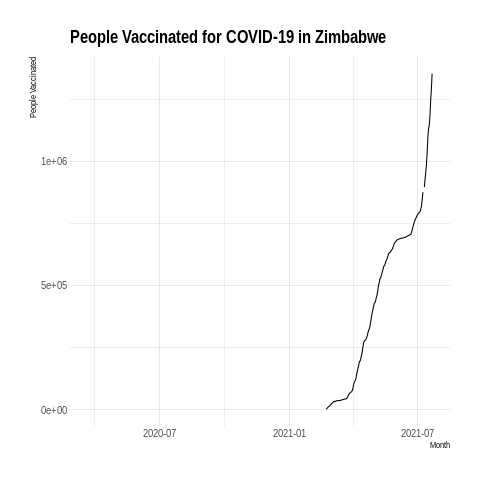 People Vaccinated for COVID-19 in Zimbabwe
People Vaccinated
1e+06
5e+05
0e+00
2020-07 2021-01 2021-07
Month